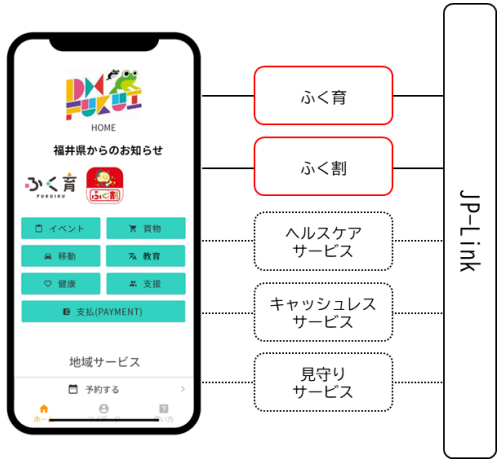 DX
FUKUI
HOME
福井県からのお知らせ
ふく育
FUKUIKU
ふく割
イベント
買物
移動
教育
健康
支援
支払(PAYMENT)
地域サービス
予約する
ホーム
ふく育
ふく割
ヘルスケア
サービス
キャッシュレス
サービス
見守り
サービス
JP-Link